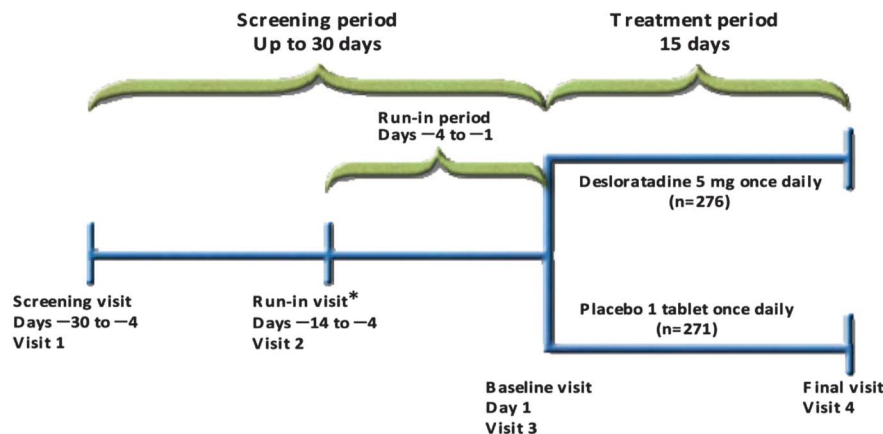 Screening period
Up to 30 days
Treatment period
15 days
Run-in period
Days −4 to −1
Desloratadine 5 mg once daily
(n=276)
Screening visit
Days −30 to −4
Visit 1
Run-in visit*
Days −14 to −4
Visit 2
Placebo 1 tablet once daily
(n=271)
Baseline visit
Day 1
Visit 3
Final visit
Visit 4